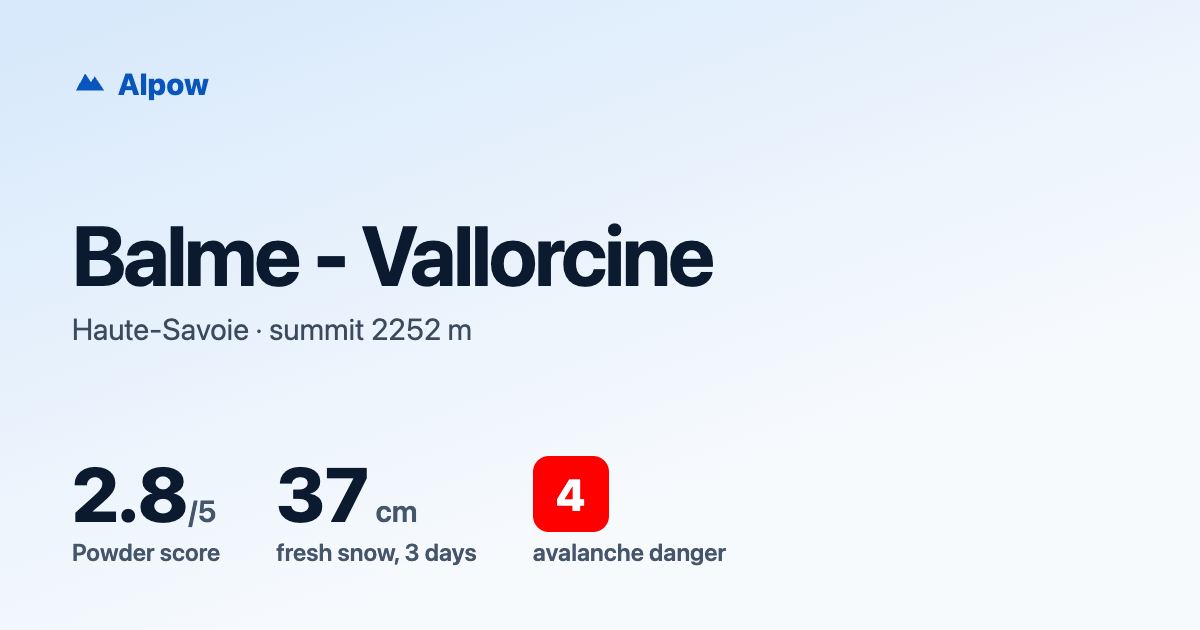 Alpow
Balme - Vallorcine
Haute-Savoie · summit 2252 m
2.8/5 37 cm 4
Powder score fresh snow, 3 days avalanche danger